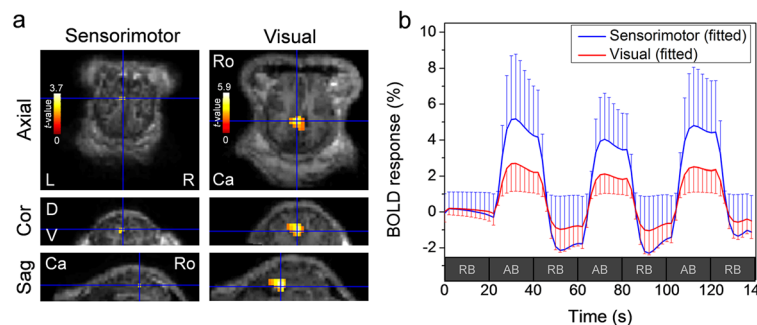 a
Sensorimotor
Visual
Axial
3.7
t-value
0
L
R
Ro
5.9
t-value
0
Ca
Cor
D
V
Sag
Ca
Ro
b
Sensorimotor (fitted)
Visual (fitted)
BOLD response (%)
10
8
6
4
2
0
-2
RB AB RB AB RB AB RB
0 20 40 60 80 100 120 140
Time (s)